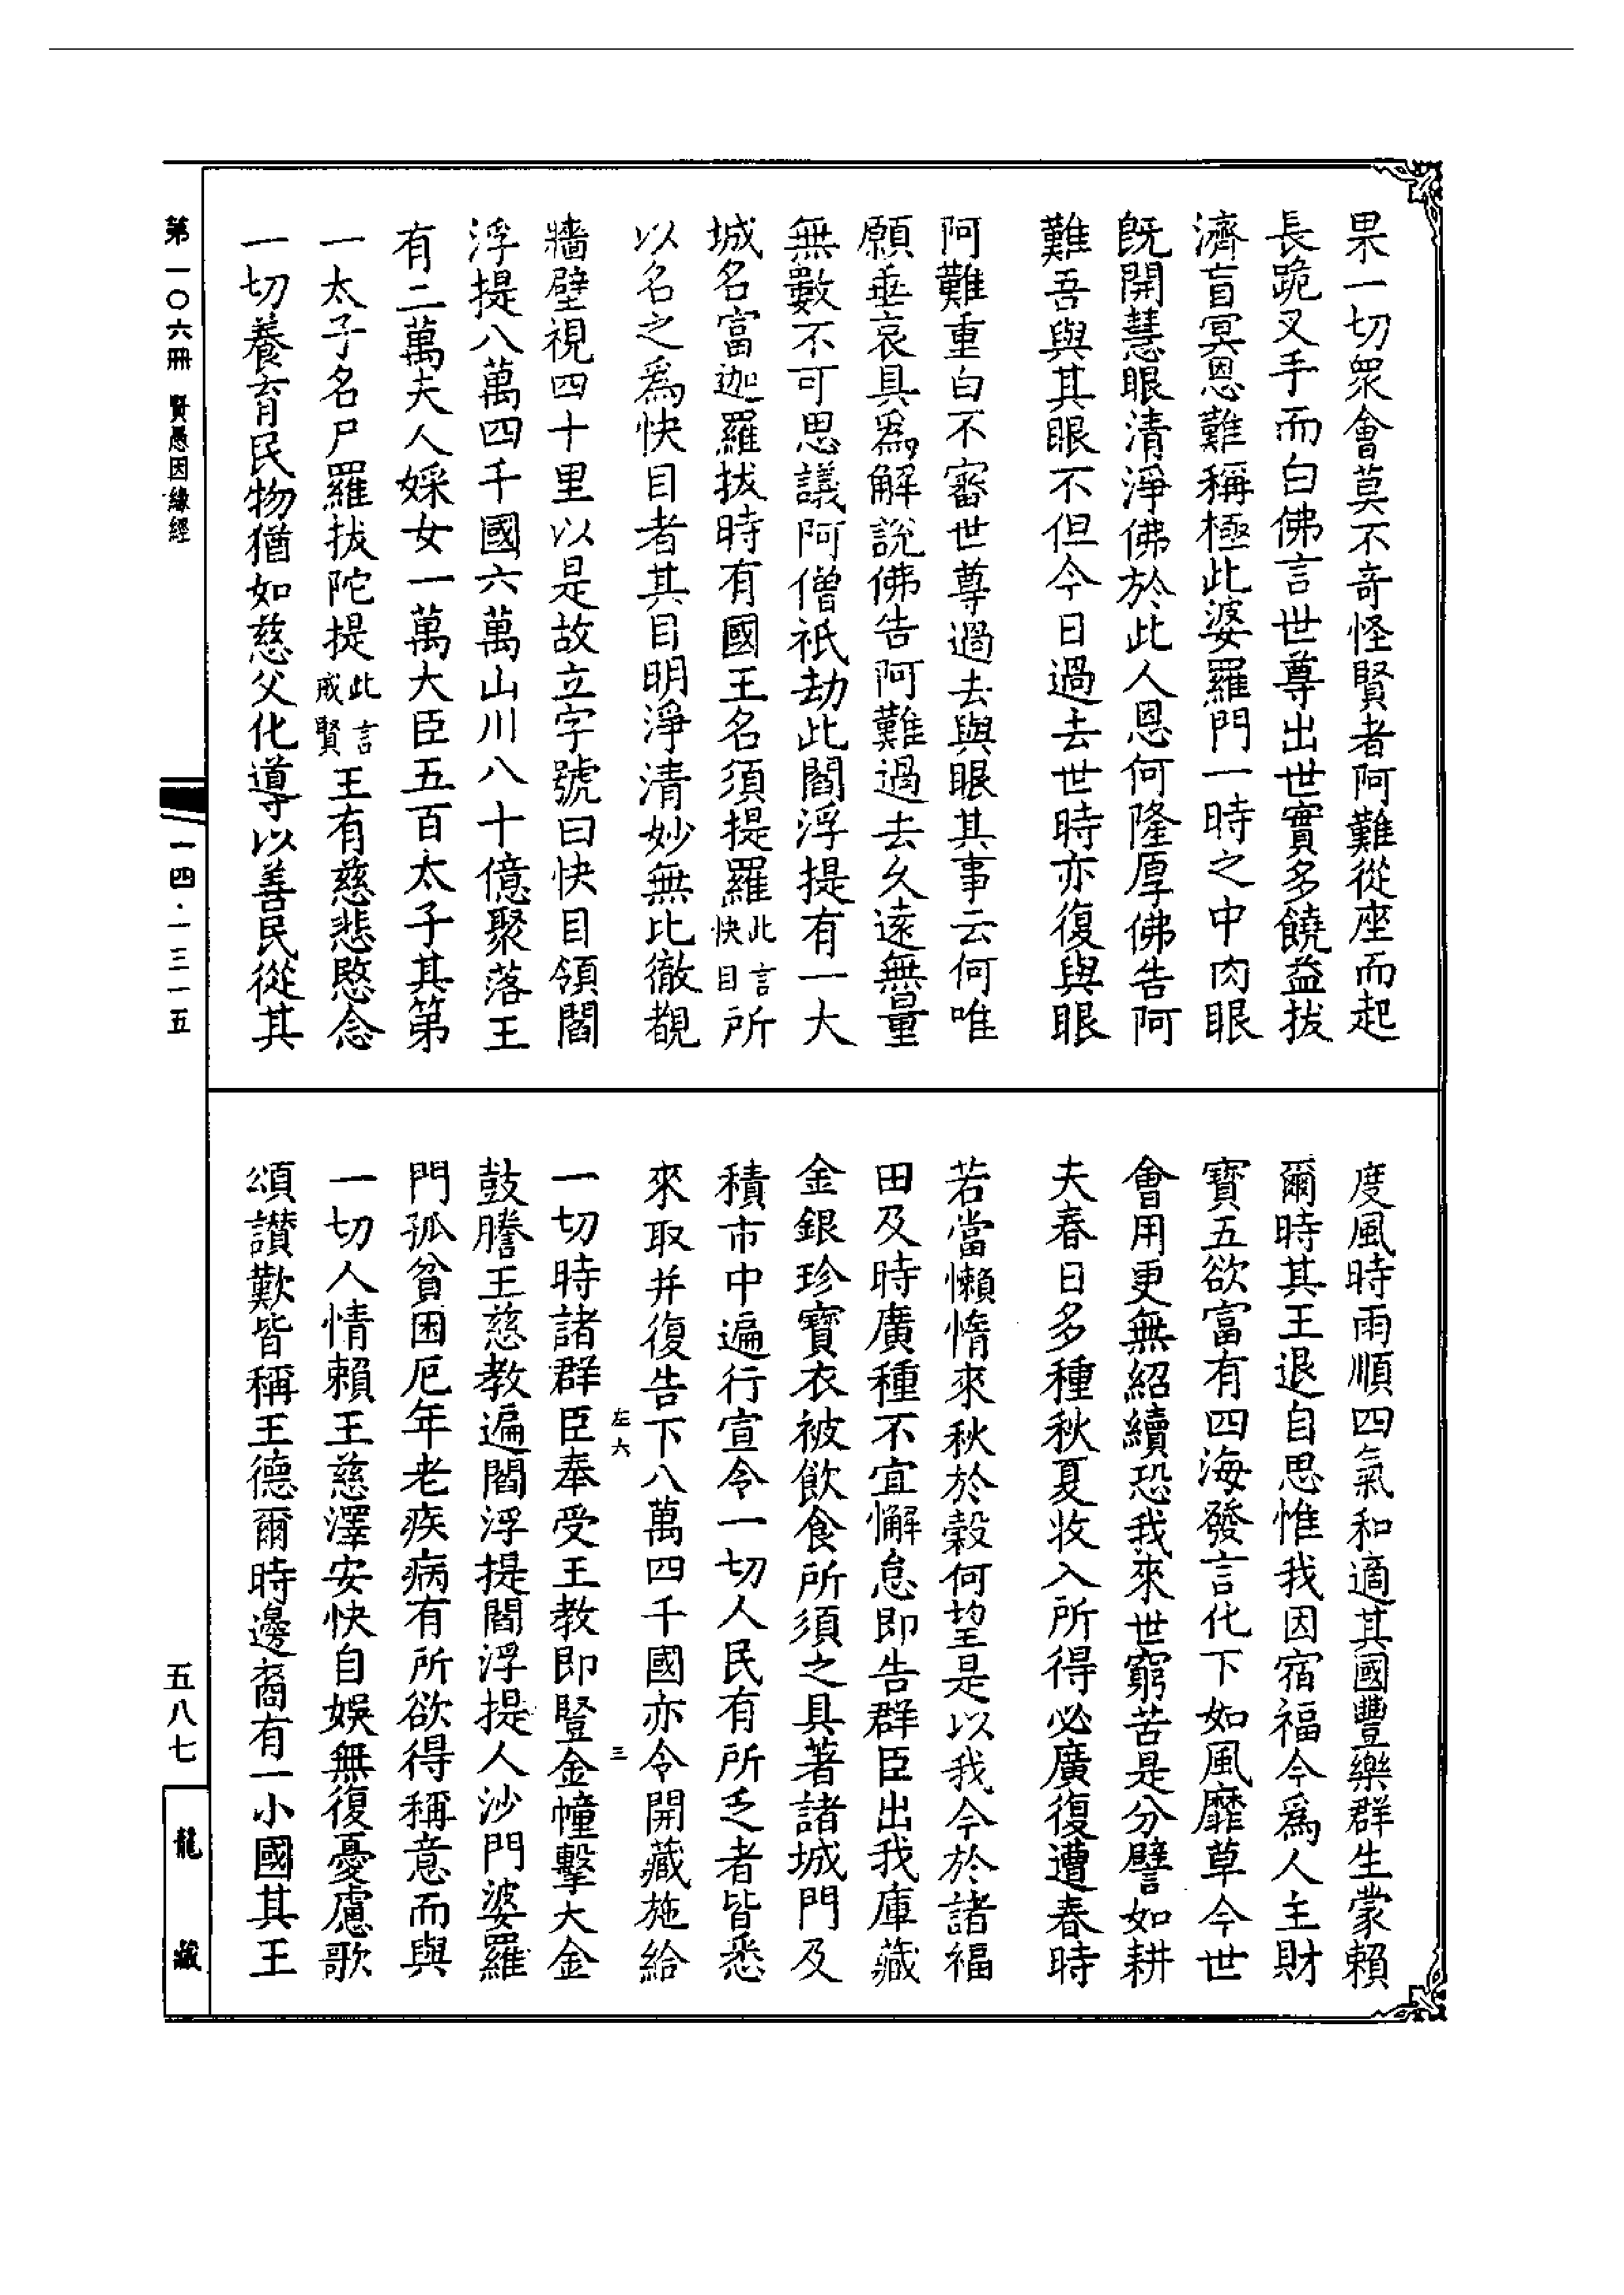 果一切眾會莫不奇怪賢者阿難從座而起
長跪叉手而白佛言世尊出世實多饒益拔
濟盲冥恩難稱極此婆羅門一時之中肉眼
既開慧眼清淨佛於此人恩何隆厚佛告阿
難吾與其眼不但今日過去世時亦復與眼
阿難重白不審世尊過去與眼其事云何唯
願垂哀具為解說佛告阿難過去久遠無量
無數不可思議阿僧祇劫此閻浮提有一大
城名富迦羅拔時有國王名須提羅此言快目所
以名之為快目者其目明淨清妙無比徹覩
牆壁視四十里以是故立字號曰快目領閻
浮提八萬四千國六萬山川八十億聚落王
有二萬夫人婇女一萬大臣五百太子其第
一太子名尸羅拔陀提此言戒賢王有慈悲愍念
一切養育民物猶如慈父化導以善民從其
度風時雨順四氣和適其國豐樂群生蒙賴
爾時其王退自思惟我因宿福今為人主財
寶五欲富有四海發言化下如風靡草今世
會用更無紹續恐我來世窮苦是分譬如耕
夫春日多種秋夏收入所得必廣復遭春時
若當懶惰來秋於穀何望是以我今於諸福
田及時廣種不宜懈怠即告群臣出我庫藏
金銀珍寶衣被飲食所須之具著諸城門及
積市中遍行宣令一切人民有所乏者皆悉
來取并復告下八萬四千國亦令開藏施給
左六 三
一切時諸群臣奉受王教即豎金幢擊大金
鼓謄王慈教遍閻浮提閻浮提人沙門婆羅
門孤貧困厄年老疾病有所欲得稱意而與
一切人情賴王慈澤安快自娛無復憂慮歌
頌讚歎皆稱王德爾時邊裔有一小國其王
第一〇六冊 賢愚因緣經
一四·一三一五
五八七
龍藏